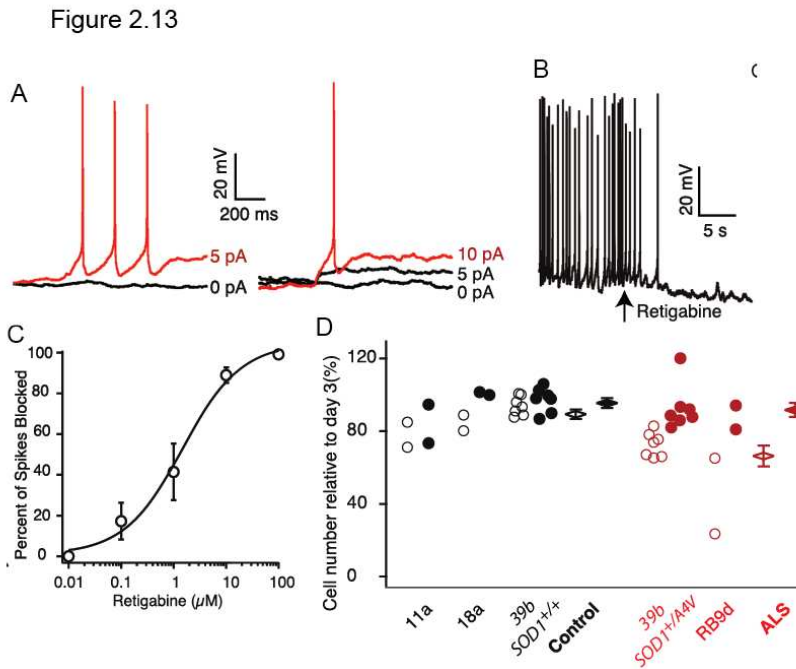 Figure 2.13
A
20 mV
200 ms
5 pA
0 pA
10 pA
5 pA
0 pA
B
20 mV
5 s
Retigabine
C
Percent of Spikes Blocked
100
80
60
40
20
0
0.01
0.1
1
10
100
Retigabine (µM)
D
Cell number relative to day 3(%)
120
80
40
0
11a
18a
39b
SOD1+/+
Control
39b
SOD1+/A4V
RB9d
ALS